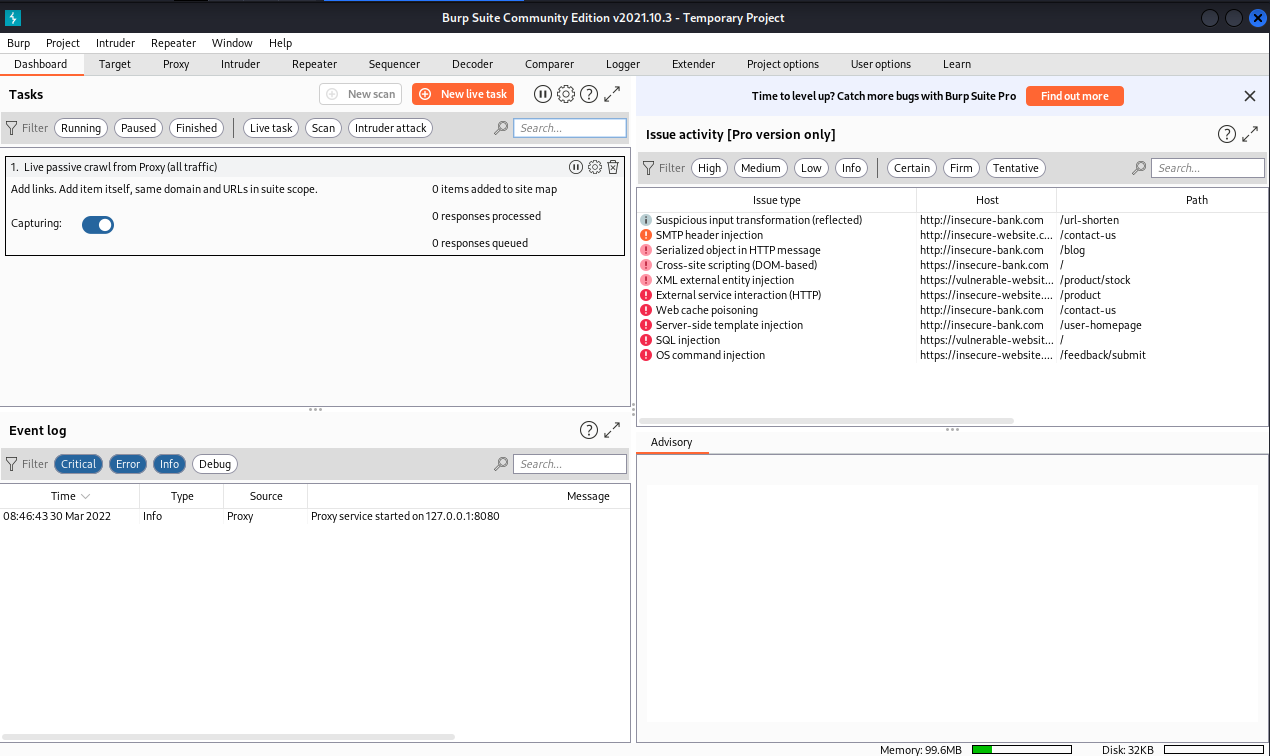 Burp Suite Community Edition v2021.10.3 - Temporary Project
Burp Project Intruder Repeater Window Help
Dashboard Target Proxy Intruder Repeater Sequencer Decoder Comparer Logger Extender Project options User options Learn
Tasks
New scan New live task
Filter Running Paused Finished Live task Scan Intruder attack Search...
1. Live passive crawl from Proxy (all traffic)
Add links. Add item itself, same domain and URLs in suite scope.
0 items added to site map
0 responses processed
Capturing:
0 responses queued
Event log
Filter Critical Error Info Debug Search...
Time Type Source Message
08:46:43 30 Mar 2022 Info Proxy Proxy service started on 127.0.0.1:8080
Time to level up? Catch more bugs with Burp Suite Pro Find out more
Issue activity [Pro version only]
Filter High Medium Low Info Certain Firm Tentative Search...
Issue type Host Path
Suspicious input transformation (reflected) http://insecure-bank.com /url-shorten
SMTP header injection http://insecure-website.c... /contact-us
Serialized object in HTTP message http://insecure-bank.com /blog
Cross-site scripting (DOM-based) https://insecure-bank.com /
XML external entity injection https://vulnerable-websit... /product/stock
External service interaction (HTTP) https://insecure-website.... /product
Web cache poisoning http://insecure-bank.com /contact-us
Server-side template injection http://insecure-bank.com /user-homepage
SQL injection https://vulnerable-websit... /
OS command injection https://insecure-website.... /feedback/submit
Advisory
Memory: 99.6MB Disk: 32KB